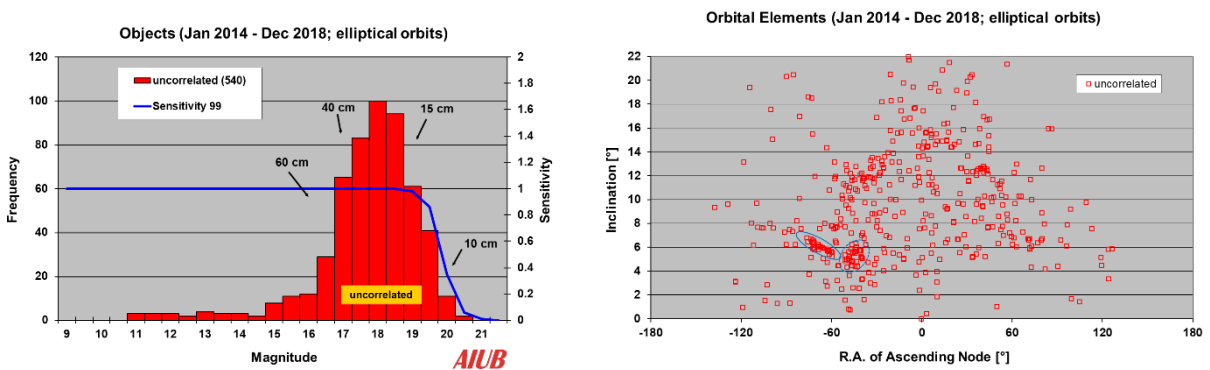 Objects (Jan 2014 - Dec 2018; elliptical orbits)
120
100
80
60
40
20
0
Frequency
2
1.8
1.6
1.4
1.2
1
0.8
0.6
0.4
0.2
0
Sensitivity
uncorrelated (540)
Sensitivity 99
40 cm
15 cm
60 cm
10 cm
uncorrelated
9 10 11 12 13 14 15 16 17 18 19 20 21
Magnitude
AIUB
Orbital Elements (Jan 2014 - Dec 2018; elliptical orbits)
22
20
18
16
14
12
10
8
6
4
2
0
Inclination [°]
uncorrelated
-180 -120 -60 0 60 120 180
R.A. of Ascending Node [°]